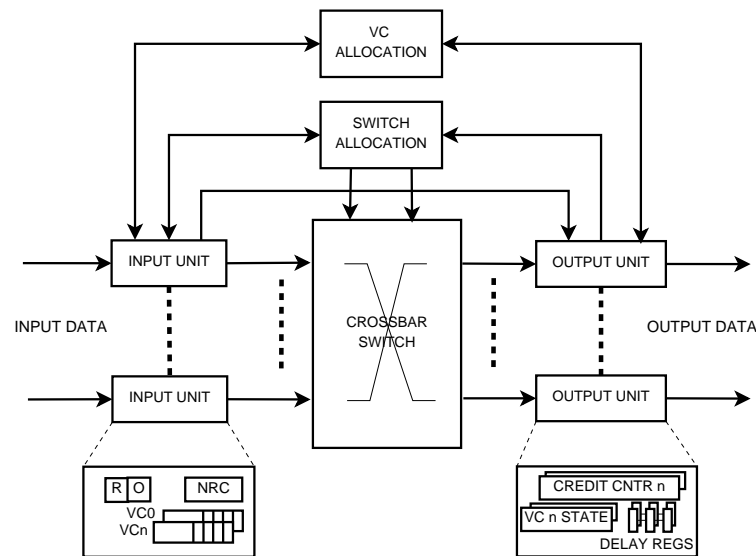 VC
ALLOCATION
SWITCH
ALLOCATION
INPUT UNIT
OUTPUT UNIT
INPUT DATA
CROSSBAR
SWITCH
OUTPUT DATA
INPUT UNIT
OUTPUT UNIT
R O
NRC
VC0
VCn
CREDIT CNTR n
VC n STATE
DELAY REGS